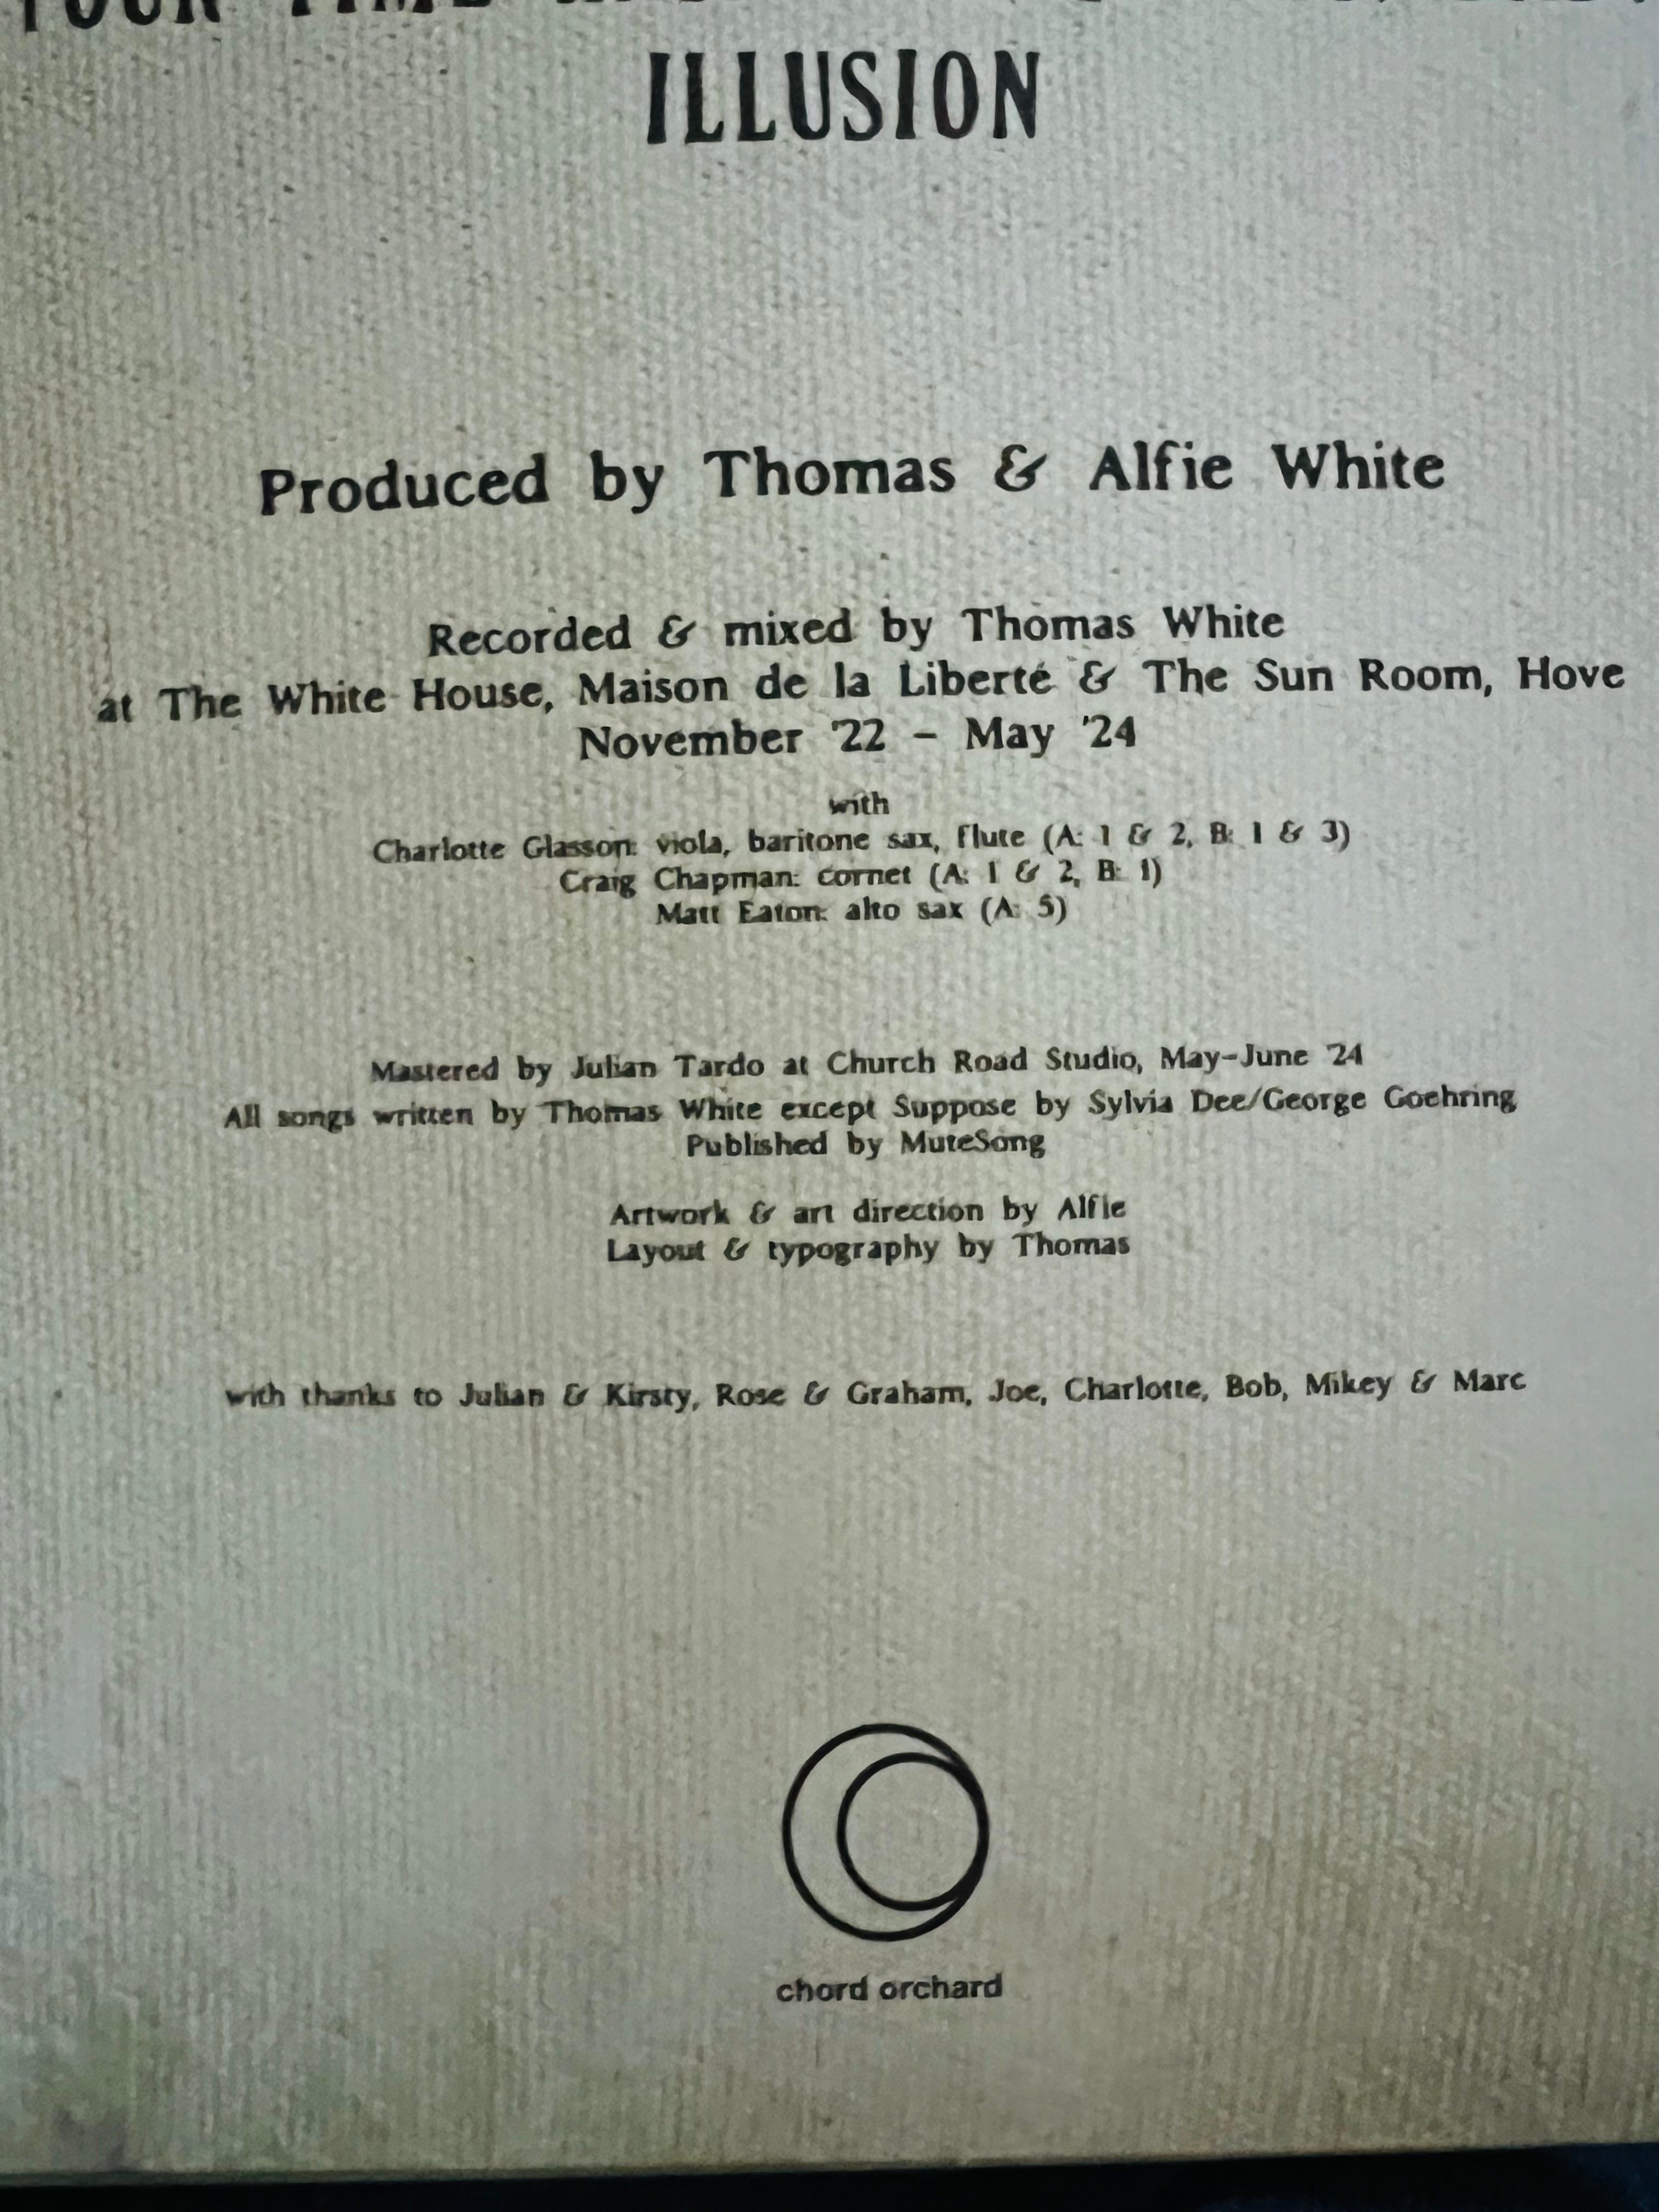 YOUR TIME
ILLUSION
Produced by Thomas & Alfie White
Recorded & mixed by Thomas White
at The White House, Maison de la Liberté & The Sun Room, Hove
November '22 – May '24
with
Charlotte Glasson: viola, baritone sax, flute (A: 1 & 2, B: 1 & 3)
Craig Chapman: cornet (A: 1 & 2, B: 1)
Matt Eaton: alto sax (A: 5)
Mastered by Julian Tardo at Church Road Studio, May–June '24
All songs written by Thomas White except Suppose by Sylvia Dee/George Goehring
Published by MuteSong
Artwork & art direction by Alfie
Layout & typography by Thomas
with thanks to Julian & Kirsty, Rose & Graham, Joe, Charlotte, Bob, Mikey & Marc
chord orchard